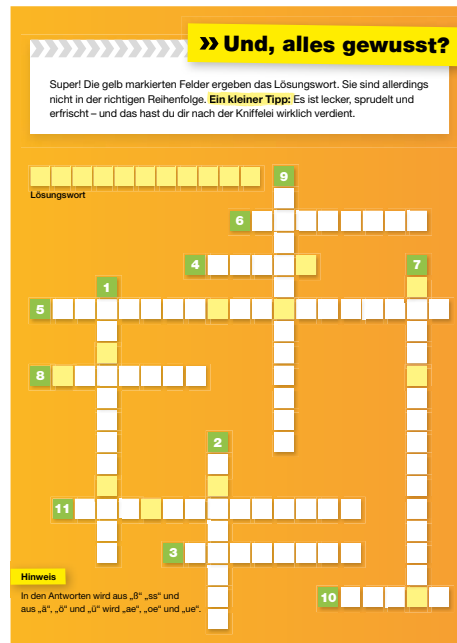 » Und, alles gewusst?
Super! Die gelb markierten Felder ergeben das Lösungswort. Sie sind allerdings
nicht in der richtigen Reihenfolge. Ein kleiner Tipp: Es ist lecker, sprudelt und
erfrischt – und das hast du dir nach der Kniffelei wirklich verdient.
9
Lösungswort
6
4
7
1
5
8
2
11
3
Hinweis
In den Antworten wird aus „ß“ „ss“ und
aus „ä“, „ö“ und „ü“ wird „ae“, „oe“ und „ue“.
10